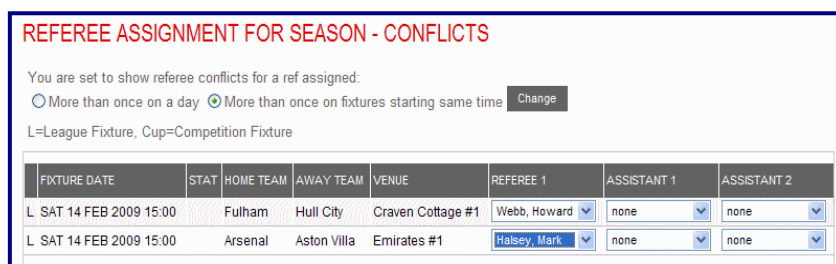 REFEREE ASSIGNMENT FOR SEASON - CONFLICTS
You are set to show referee conflicts for a ref assigned:
More than once on a day More than once on fixtures starting same time Change
L=League Fixture, Cup=Competition Fixture
FIXTURE DATE STAT HOME TEAM AWAY TEAM VENUE REFEREE 1 ASSISTANT 1 ASSISTANT 2
L SAT 14 FEB 2009 15:00 Fulham Hull City Craven Cottage #1 Webb, Howard none none
L SAT 14 FEB 2009 15:00 Arsenal Aston Villa Emirates #1 Halsey, Mark none none